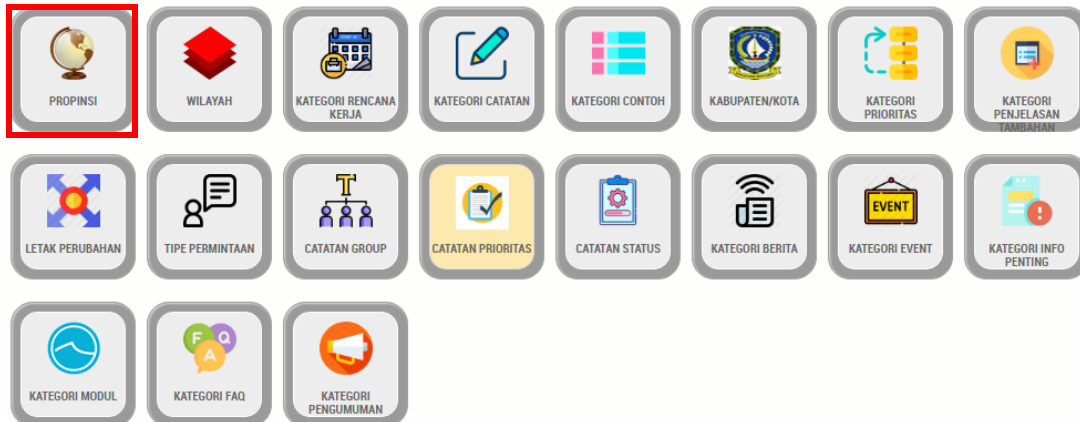 PROPINSI
WILAYAH
KATEGORI RENCANA
KERJA
KATEGORI CATATAN
KATEGORI CONTOH
KABUPATEN/KOTA
KATEGORI
PRIORITAS
KATEGORI
PENJELASAN
TAMBAHAN
LETAK PERUBAHAN
TIPE PERMINTAAN
T
CATATAN GROUP
CATATAN PRIORITAS
CATATAN STATUS
KATEGORI BERITA
EVENT
KATEGORI EVENT
KATEGORI INFO
PENTING
KATEGORI MODUL
F Q
A
KATEGORI FAQ
KATEGORI
PENGUMUMAN